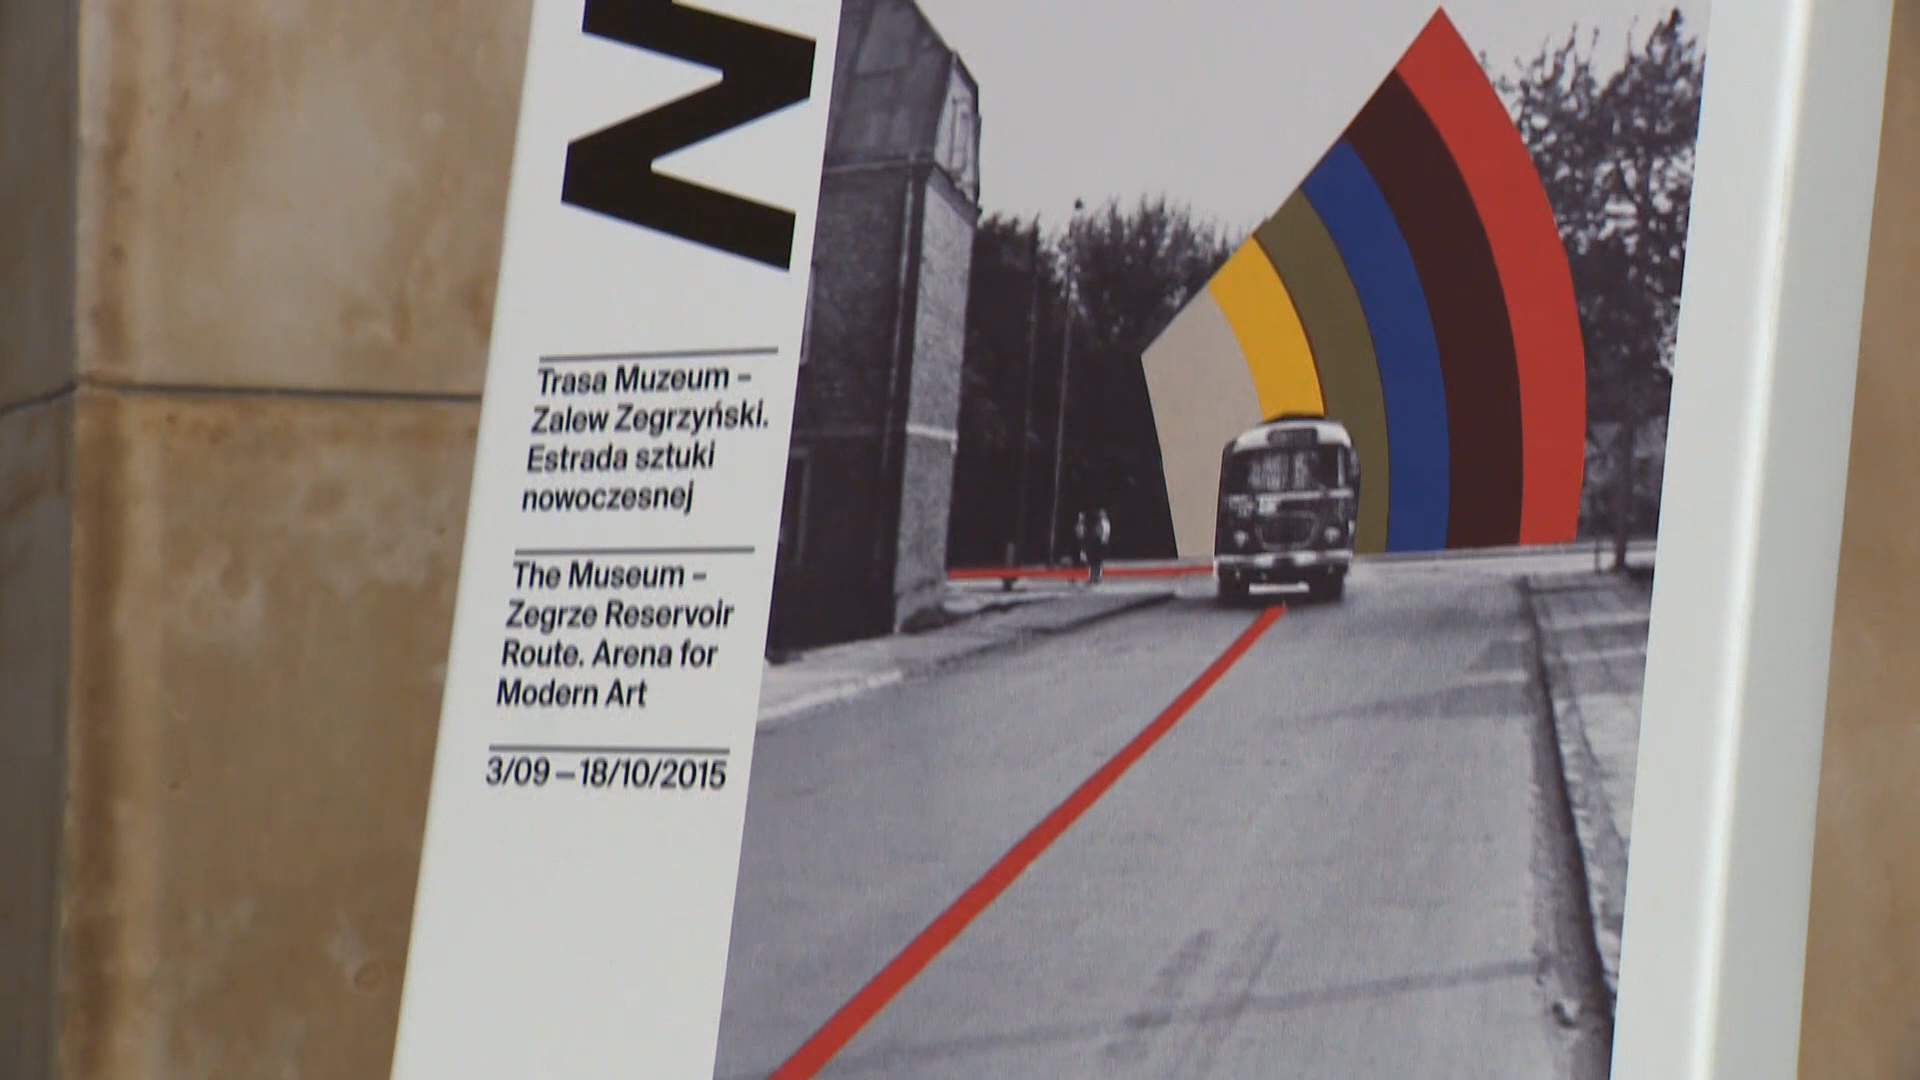 Trasa Muzeum –
Zalew Zegrzyński.
Estrada sztuki
nowoczesnej
The Museum –
Zegrze Reservoir
Route. Arena for
Modern Art
3/09 – 18/10/2015